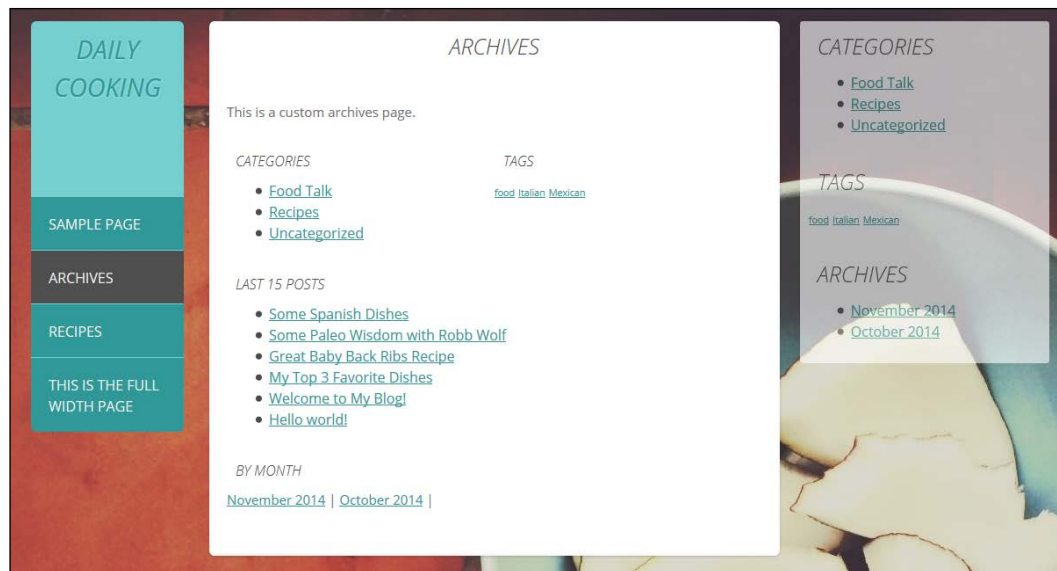 DAILY
COOKING
SAMPLE PAGE
ARCHIVES
RECIPES
THIS IS THE FULL
WIDTH PAGE
ARCHIVES
This is a custom archives page.
CATEGORIES
Food Talk
Recipes
Uncategorized
TAGS
food Italian Mexican
LAST 15 POSTS
Some Spanish Dishes
Some Paleo Wisdom with Robb Wolf
Great Baby Back Ribs Recipe
My Top 3 Favorite Dishes
Welcome to My Blog!
Hello world!
BY MONTH
November 2014 | October 2014 |
CATEGORIES
Food Talk
Recipes
Uncategorized
TAGS
food Italian Mexican
ARCHIVES
November 2014
October 2014